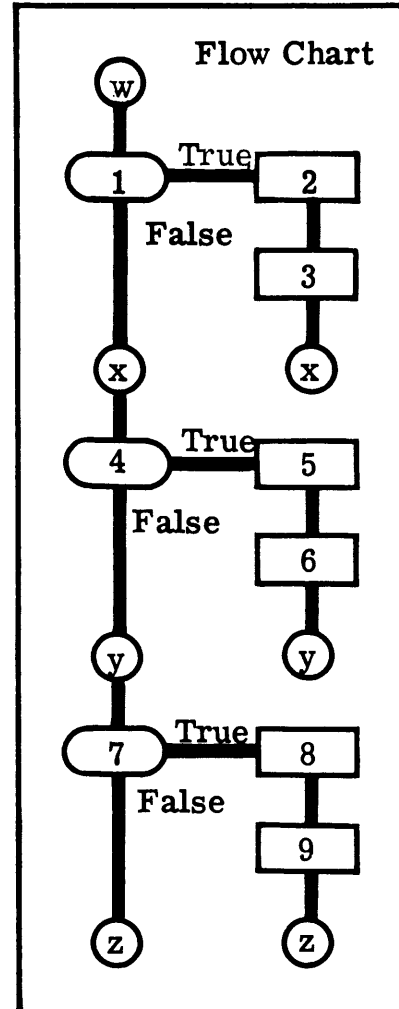 Flow Chart
w
1 True 2
False
3
x x
4 True 5
False
6
y y
7 True 8
False
9
z z